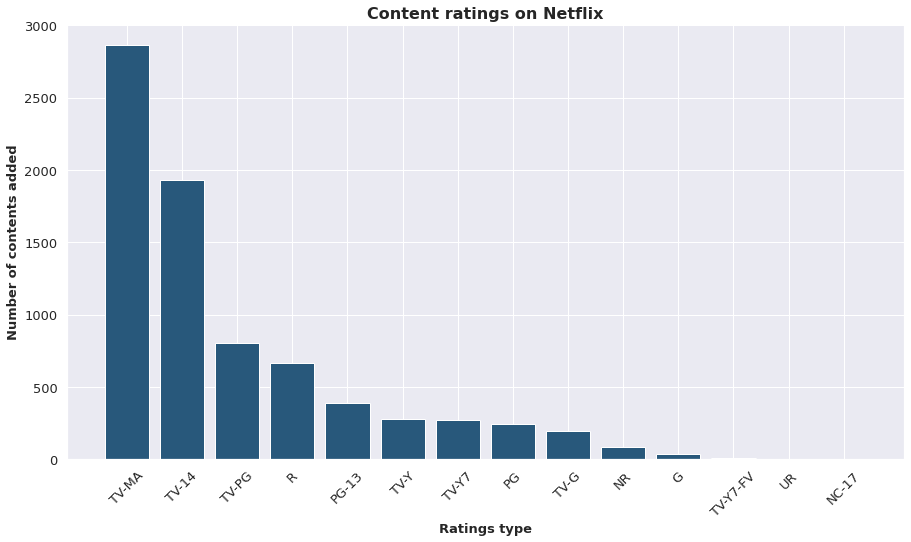 Content ratings on Netflix
3000
2500
2000
1500
1000
500
0
Number of contents added
TV-MA
TV-14
TV-PG
R
PG-13
TV-Y
TV-Y7
PG
TV-G
NR
G
TV-Y7-FV
UR
NC-17
Ratings type